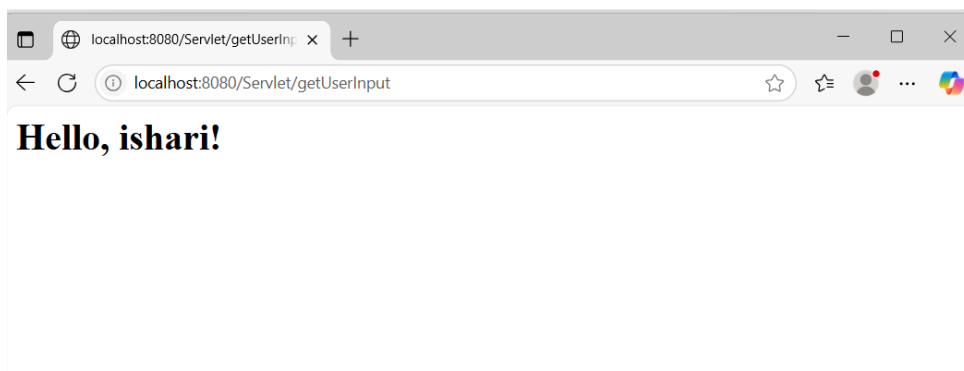 localhost:8080/Servlet/getUserInp
localhost:8080/Servlet/getUserInput
Hello, ishari!